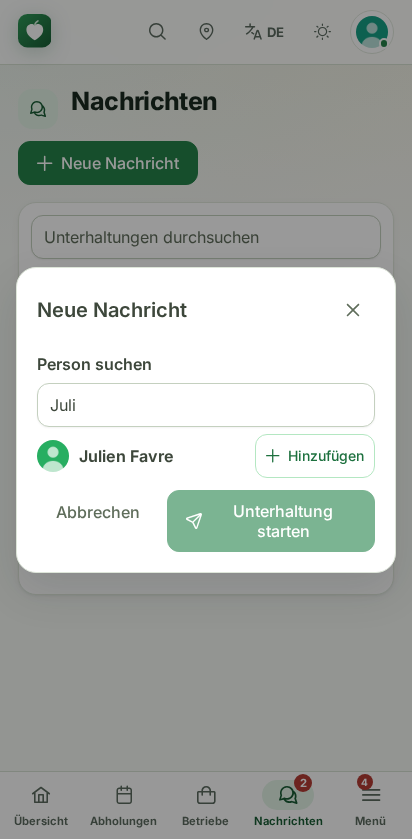 DE
Nachrichten
Neue Nachricht
Unterhaltungen durchsuchen
Neue Nachricht
Person suchen
Juli
Julien Favre
Hinzufügen
Abbrechen
Unterhaltung
starten
2
4
Übersicht
Abholungen
Betriebe
Nachrichten
Menü